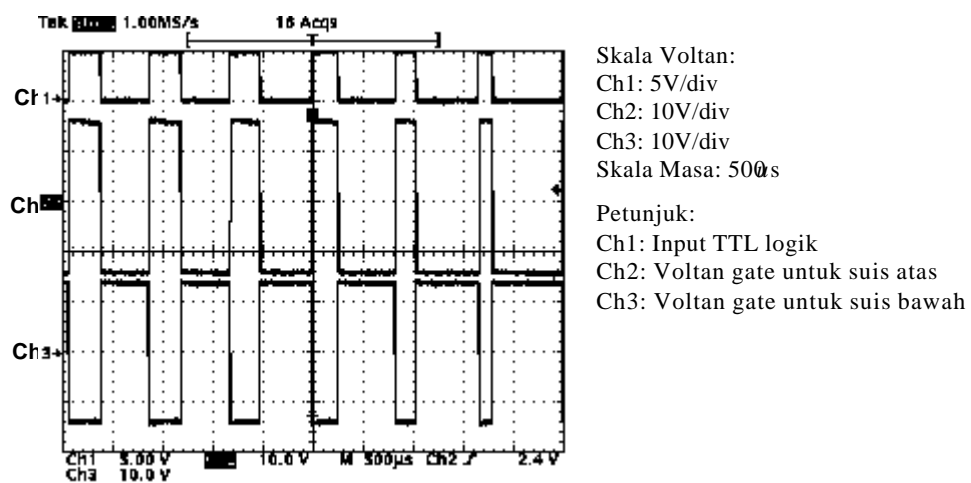 Tek 1.00MS/s 16 Acqs
Skala Voltan:
Ch1: 5V/div
Ch2: 10V/div
Ch3: 10V/div
Skala Masa: 500
Petunjuk:
Ch1: Input TTL logik
Ch2: Voltan gate untuk suis atas
Ch3: Voltan gate untuk suis bawah
Ch1
Ch
Ch3
Ch1 5.00 V 10.0 V M 500µs Ch2 2.4 V
Ch3 10.0 V